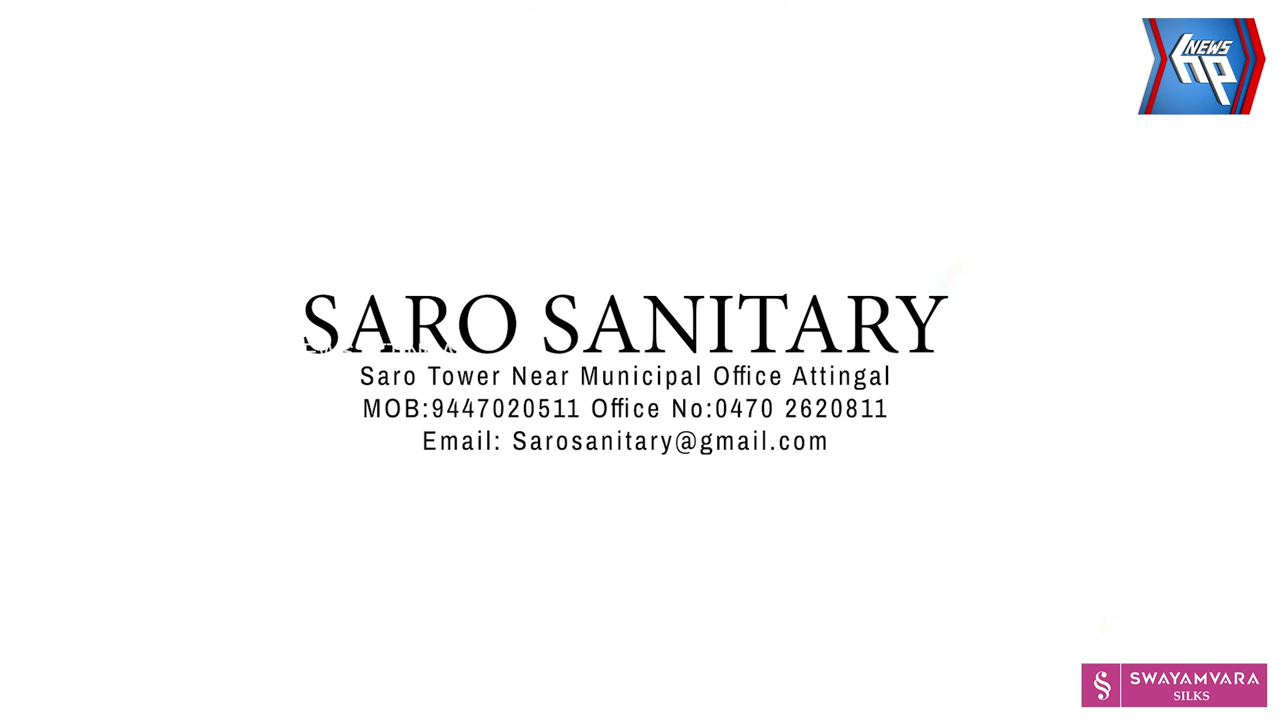 NEWS
hp
SARO SANITARY
Saro Tower Near Municipal Office Attingal
MOB:9447020511 Office No:0470 2620811
Email: Sarosanitary@gmail.com
SWAYAMVARA
SILKS